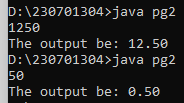 D:\230701304>java pg2
1250
The output be: 12.50
D:\230701304>java pg2
50
The output be: 0.50